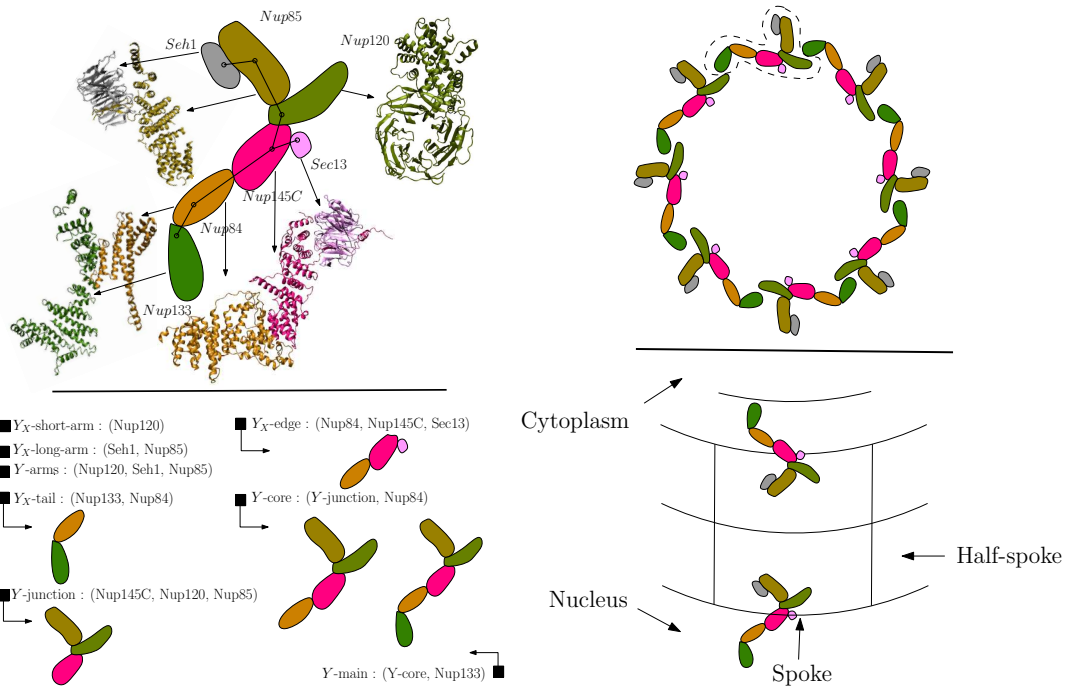 Nup85
Seh1
Nup120
Sec13
Nup145C
Nup84
Nup133
Y_X-short-arm : (Nup120)
Y_X-long-arm : (Seh1, Nup85)
Y-arms : (Nup120, Seh1, Nup85)
Y_X-tail : (Nup133, Nup84)
Y-junction : (Nup145C, Nup120, Nup85)
Y_X-edge : (Nup84, Nup145C, Sec13)
Y-core : (Y-junction, Nup84)
Y-main : (Y-core, Nup133)
Cytoplasm
Half-spoke
Nucleus
Spoke